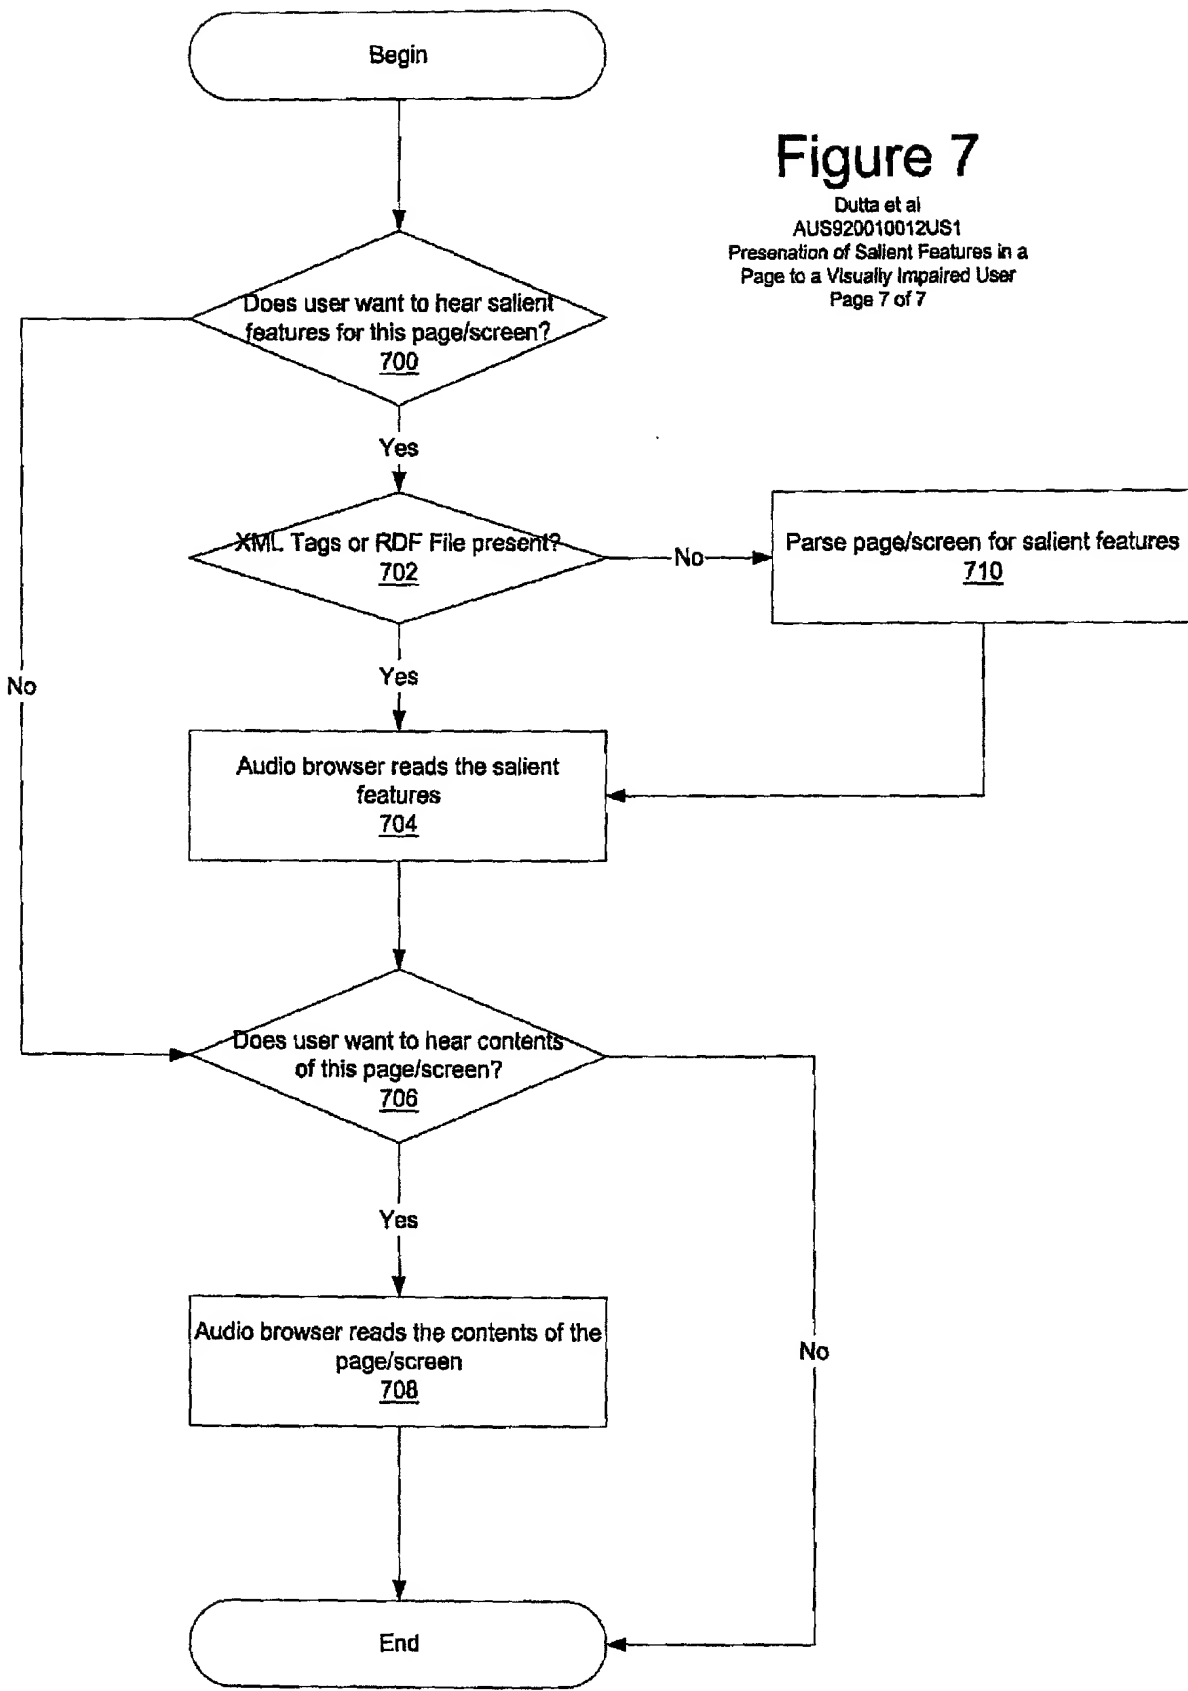 Begin
Figure 7
Dutta et al
AUS920010012US1
Presenation of Salient Features in a
Page to a Visually Impaired User
Page 7 of 7
Does user want to hear salient
features for this page/screen?
700
Yes
XML Tags or RDF File present?
702
No
Parse page/screen for salient features
710
Yes
No
Audio browser reads the salient
features
704
Does user want to hear contents
of this page/screen?
706
Yes
Audio browser reads the contents of the
page/screen
708
No
End